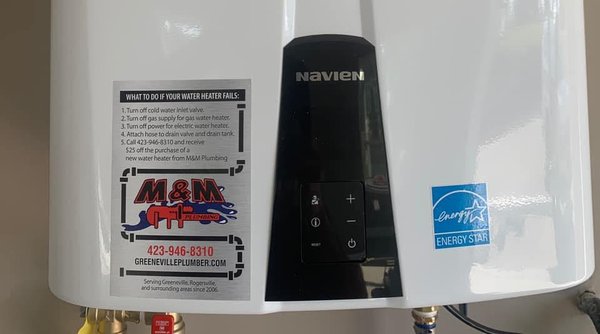 NAVIEN
WHAT TO DO IF YOUR WATER HEATER FAILS:
1. Turn off cold water inlet valve.
2. Turn off gas supply for gas water heater.
3. Turn off power for electric water heater.
4. Attach hose to drain valve and drain tank.
5. Call 423-946-8310 and receive
$25 off the purchase of a
new water heater from M&M Plumbing
M&M
PLUMBING
423-946-8310
GREENEVILLEPLUMBER.COM
Serving Greeneville, Rogersville,
and surrounding areas since 2006.
RESET
energy
ENERGY STAR